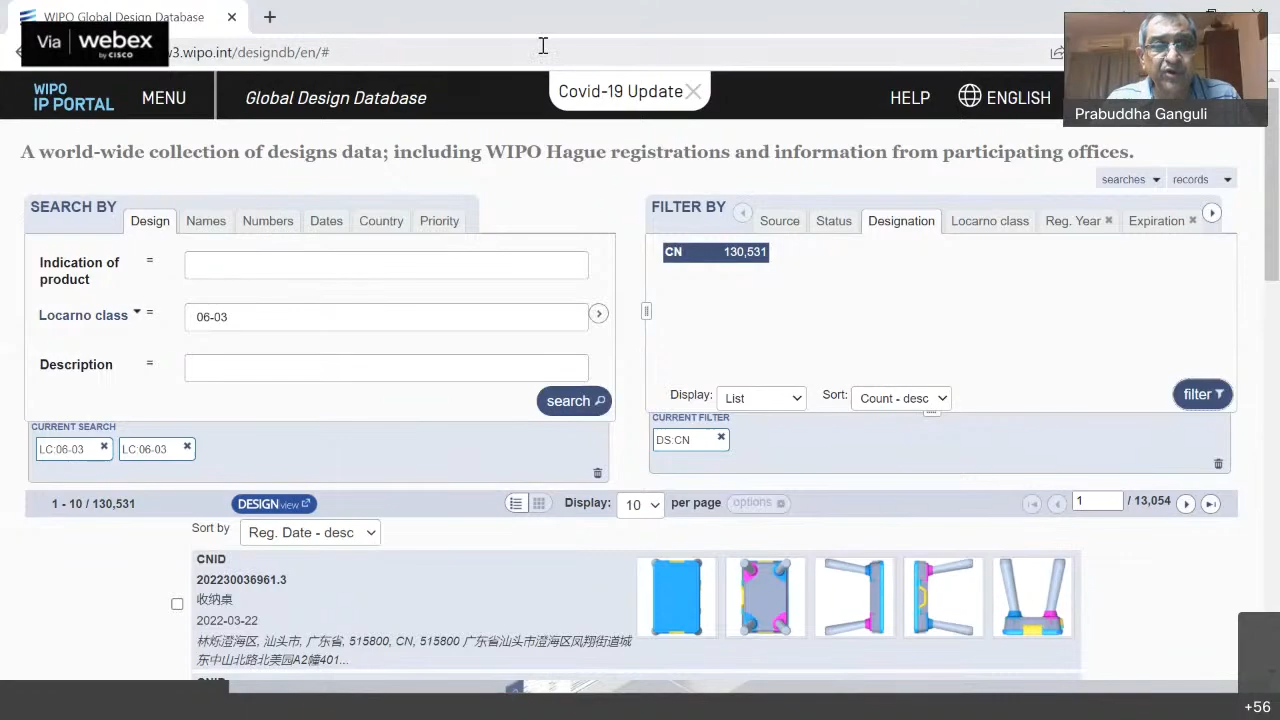 WIPO Global Design Database
Via webex
by CISCO
v3.wipo.int/designdb/en/#
WIPO
IP PORTAL
MENU
Global Design Database
Covid-19 Update
HELP
ENGLISH
Prabuddha Ganguli
A world-wide collection of designs data; including WIPO Hague registrations and information from participating offices.
searches records
SEARCH BY Design Names Numbers Dates Country Priority
Indication of product =
Locarno class = 06-03
Description =
search
CURRENT SEARCH
LC:06-03 LC:06-03
FILTER BY Source Status Designation Locarno class Reg. Year Expiration
CN 130,531
Display: List Sort: Count - desc
filter
CURRENT FILTER
DS:CN
1 - 10 / 130,531 DESIGN view Display: 10 per page options 1 / 13,054
Sort by Reg. Date - desc
CNID
202230036961.3
收纳桌
2022-03-22
林烁澄海区, 汕头市, 广东省, 515800, CN, 515800 广东省汕头市澄海区凤翔街道城
东中山北路北美园A2幢401...
CNID
+56